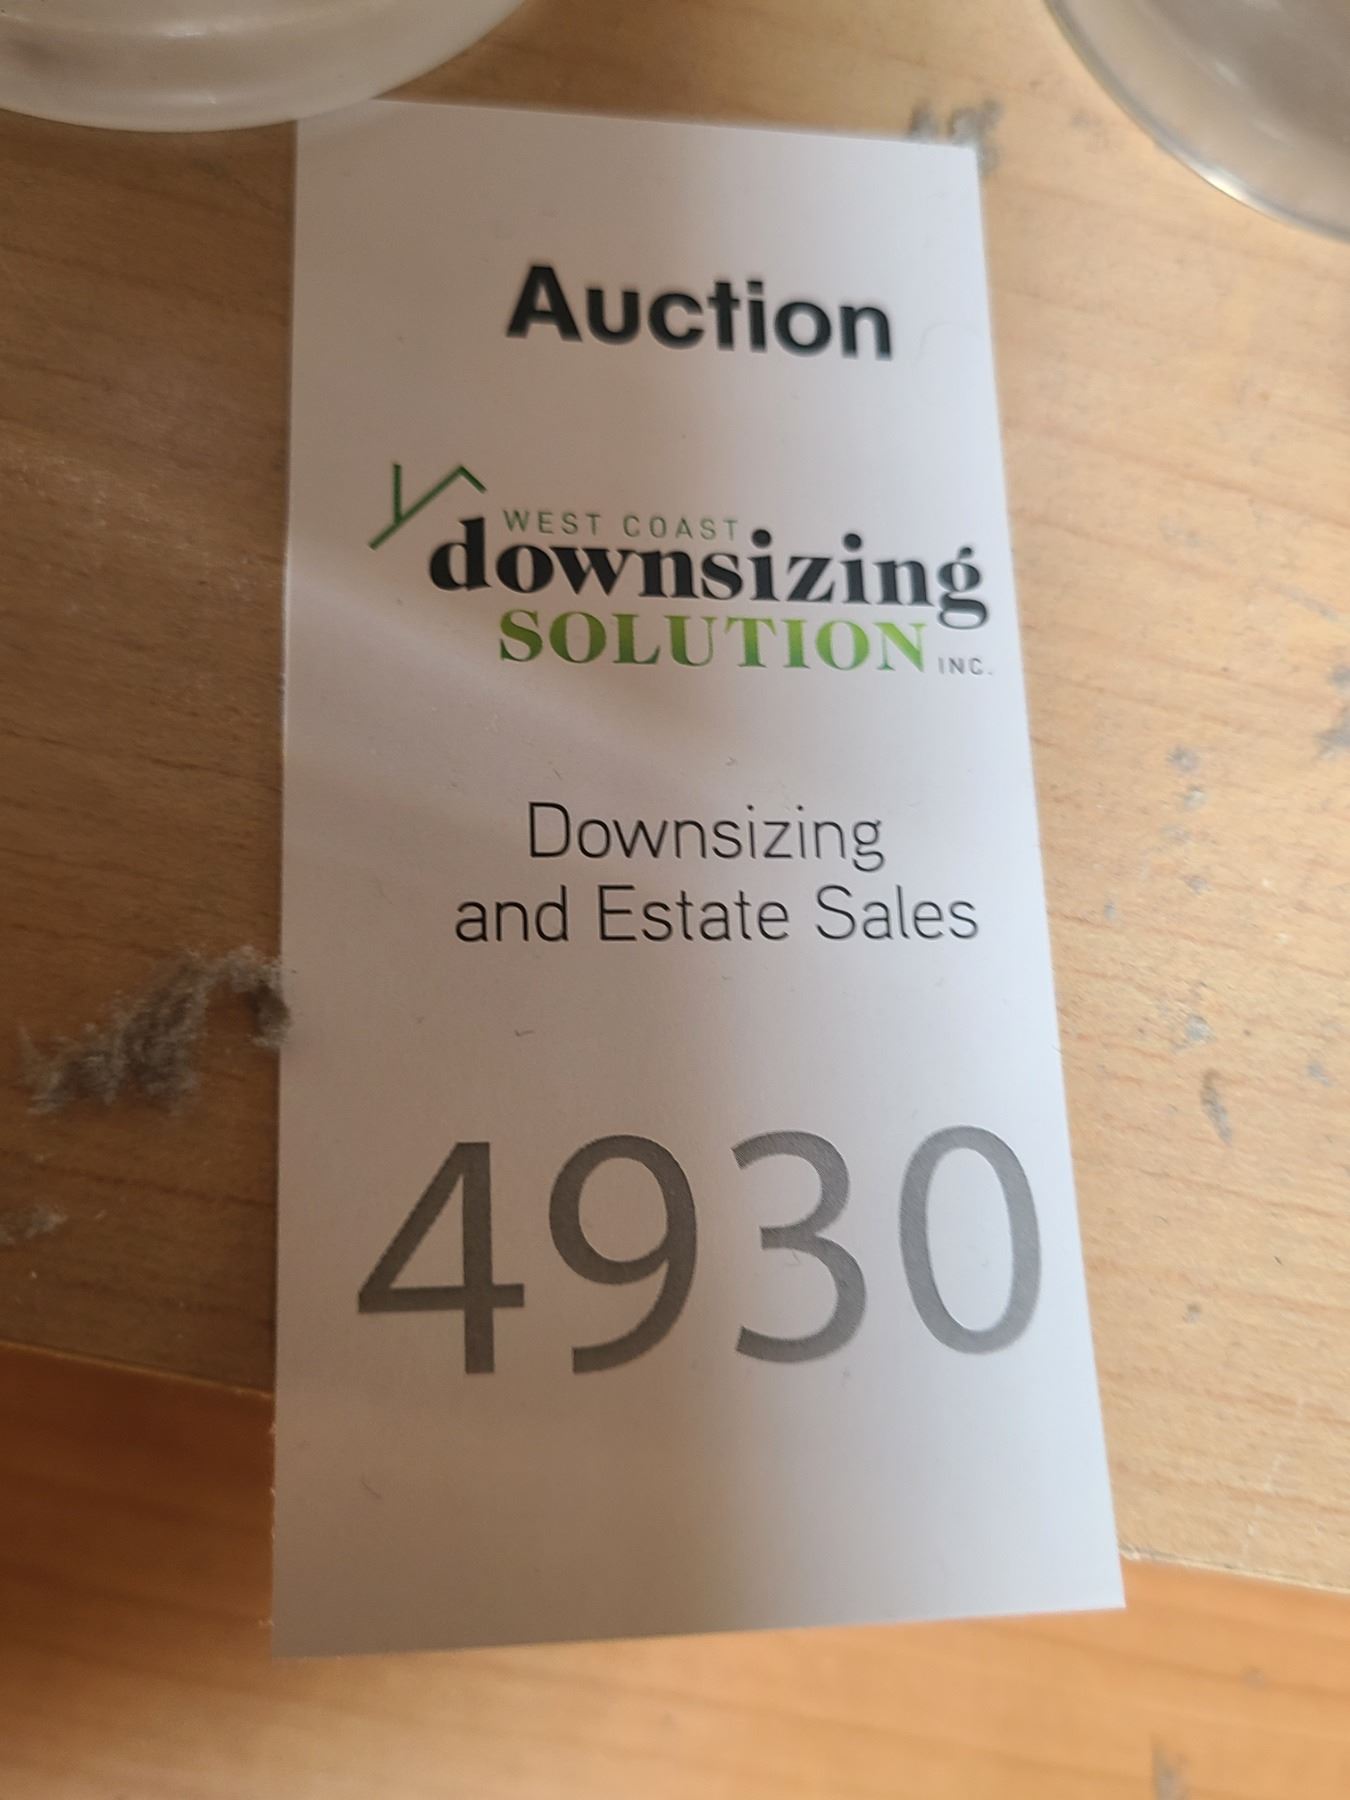 Auction
WEST COAST
downsizing
SOLUTION INC.
Downsizing
and Estate Sales
4930